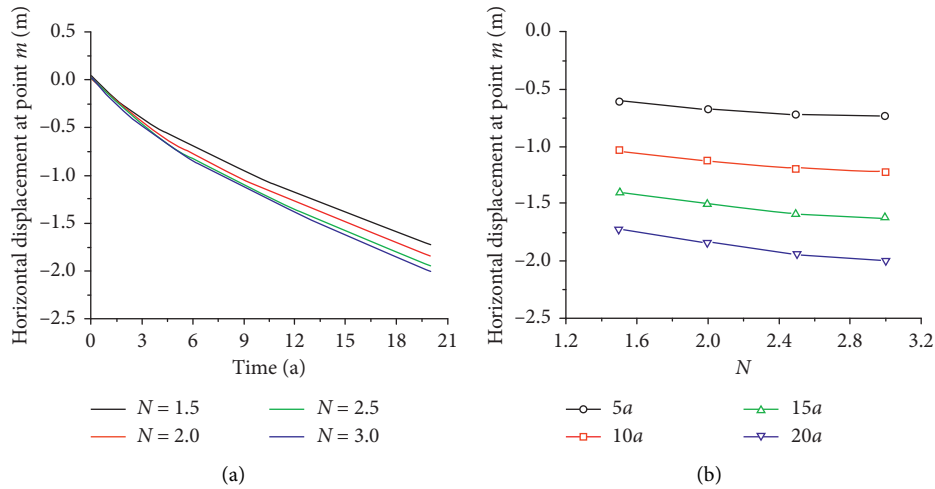 Horizontal displacement at point m (m)
0.5
0.0
−0.5
−1.0
−1.5
−2.0
−2.5
0 3 6 9 12 15 18 21
Time (a)
N = 1.5 N = 2.5
N = 2.0 N = 3.0
(a)
Horizontal displacement at point m (m)
0.0
−0.5
−1.0
−1.5
−2.0
−2.5
1.2 1.6 2.0 2.4 2.8 3.2
N
5a 15a
10a 20a
(b)